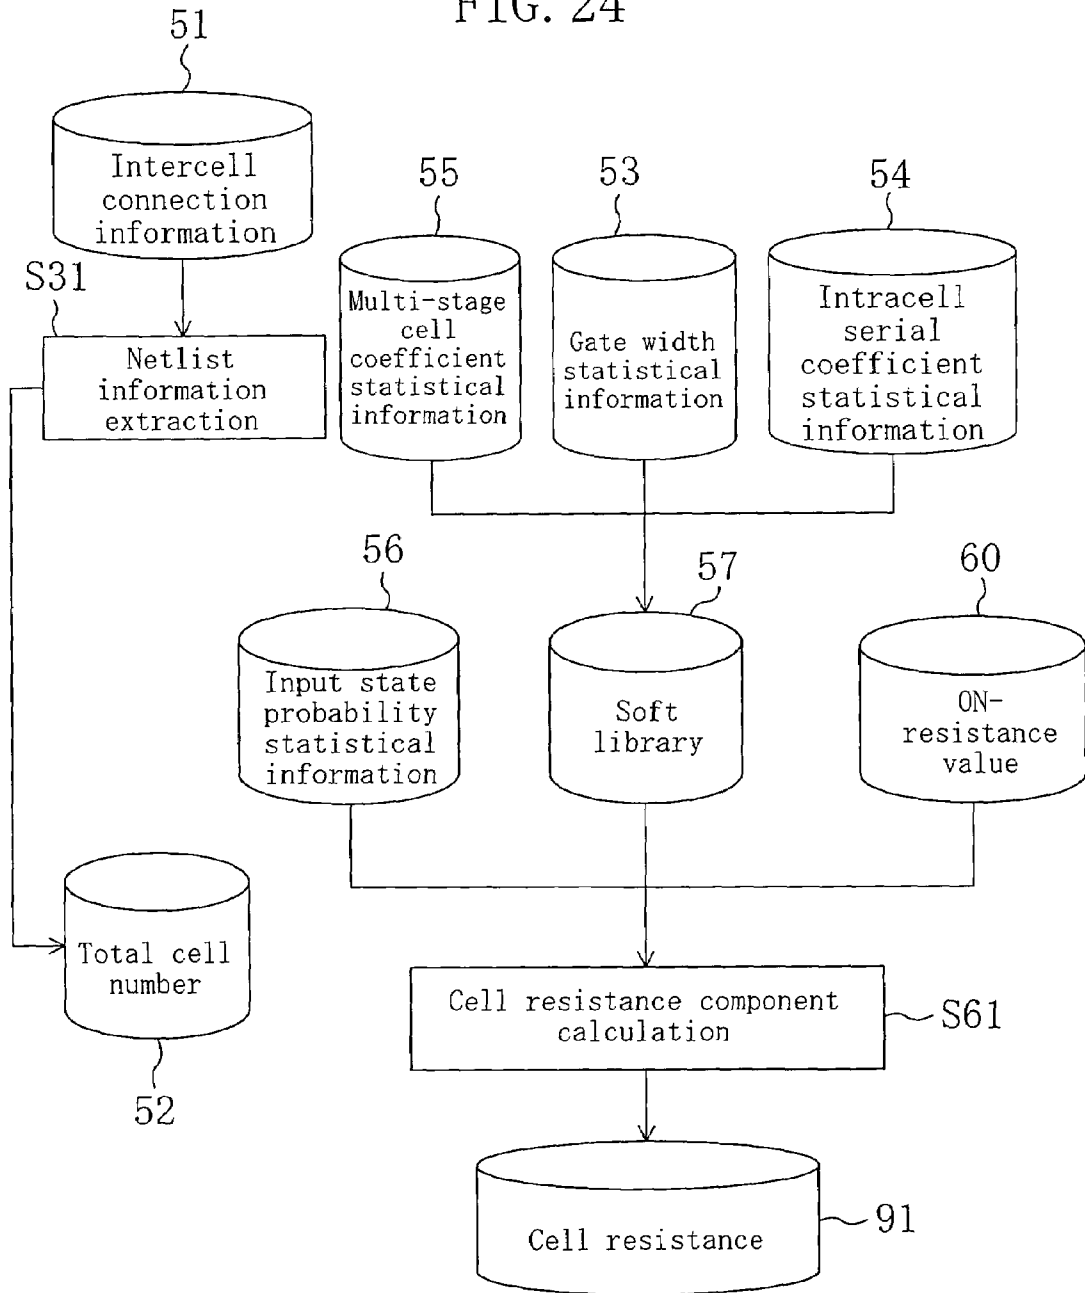 FIG. 24
51
Intercell
connection
information
S31
Netlist
information
extraction
55
Multi-stage
cell
coefficient
statistical
information
53
Gate width
statistical
information
54
Intracell
serial
coefficient
statistical
information
56
Input state
probability
statistical
information
57
Soft
library
60
ON-
resistance
value
Total cell
number
52
Cell resistance component
calculation
S61
Cell resistance
91